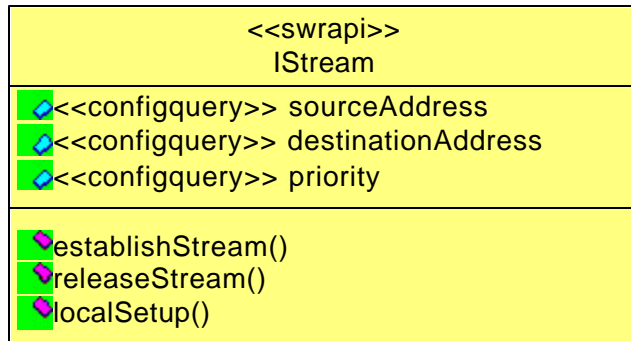 <<swrapi>>
IStream
<<configquery>> sourceAddress
<<configquery>> destinationAddress
<<configquery>> priority
establishStream()
releaseStream()
localSetup()